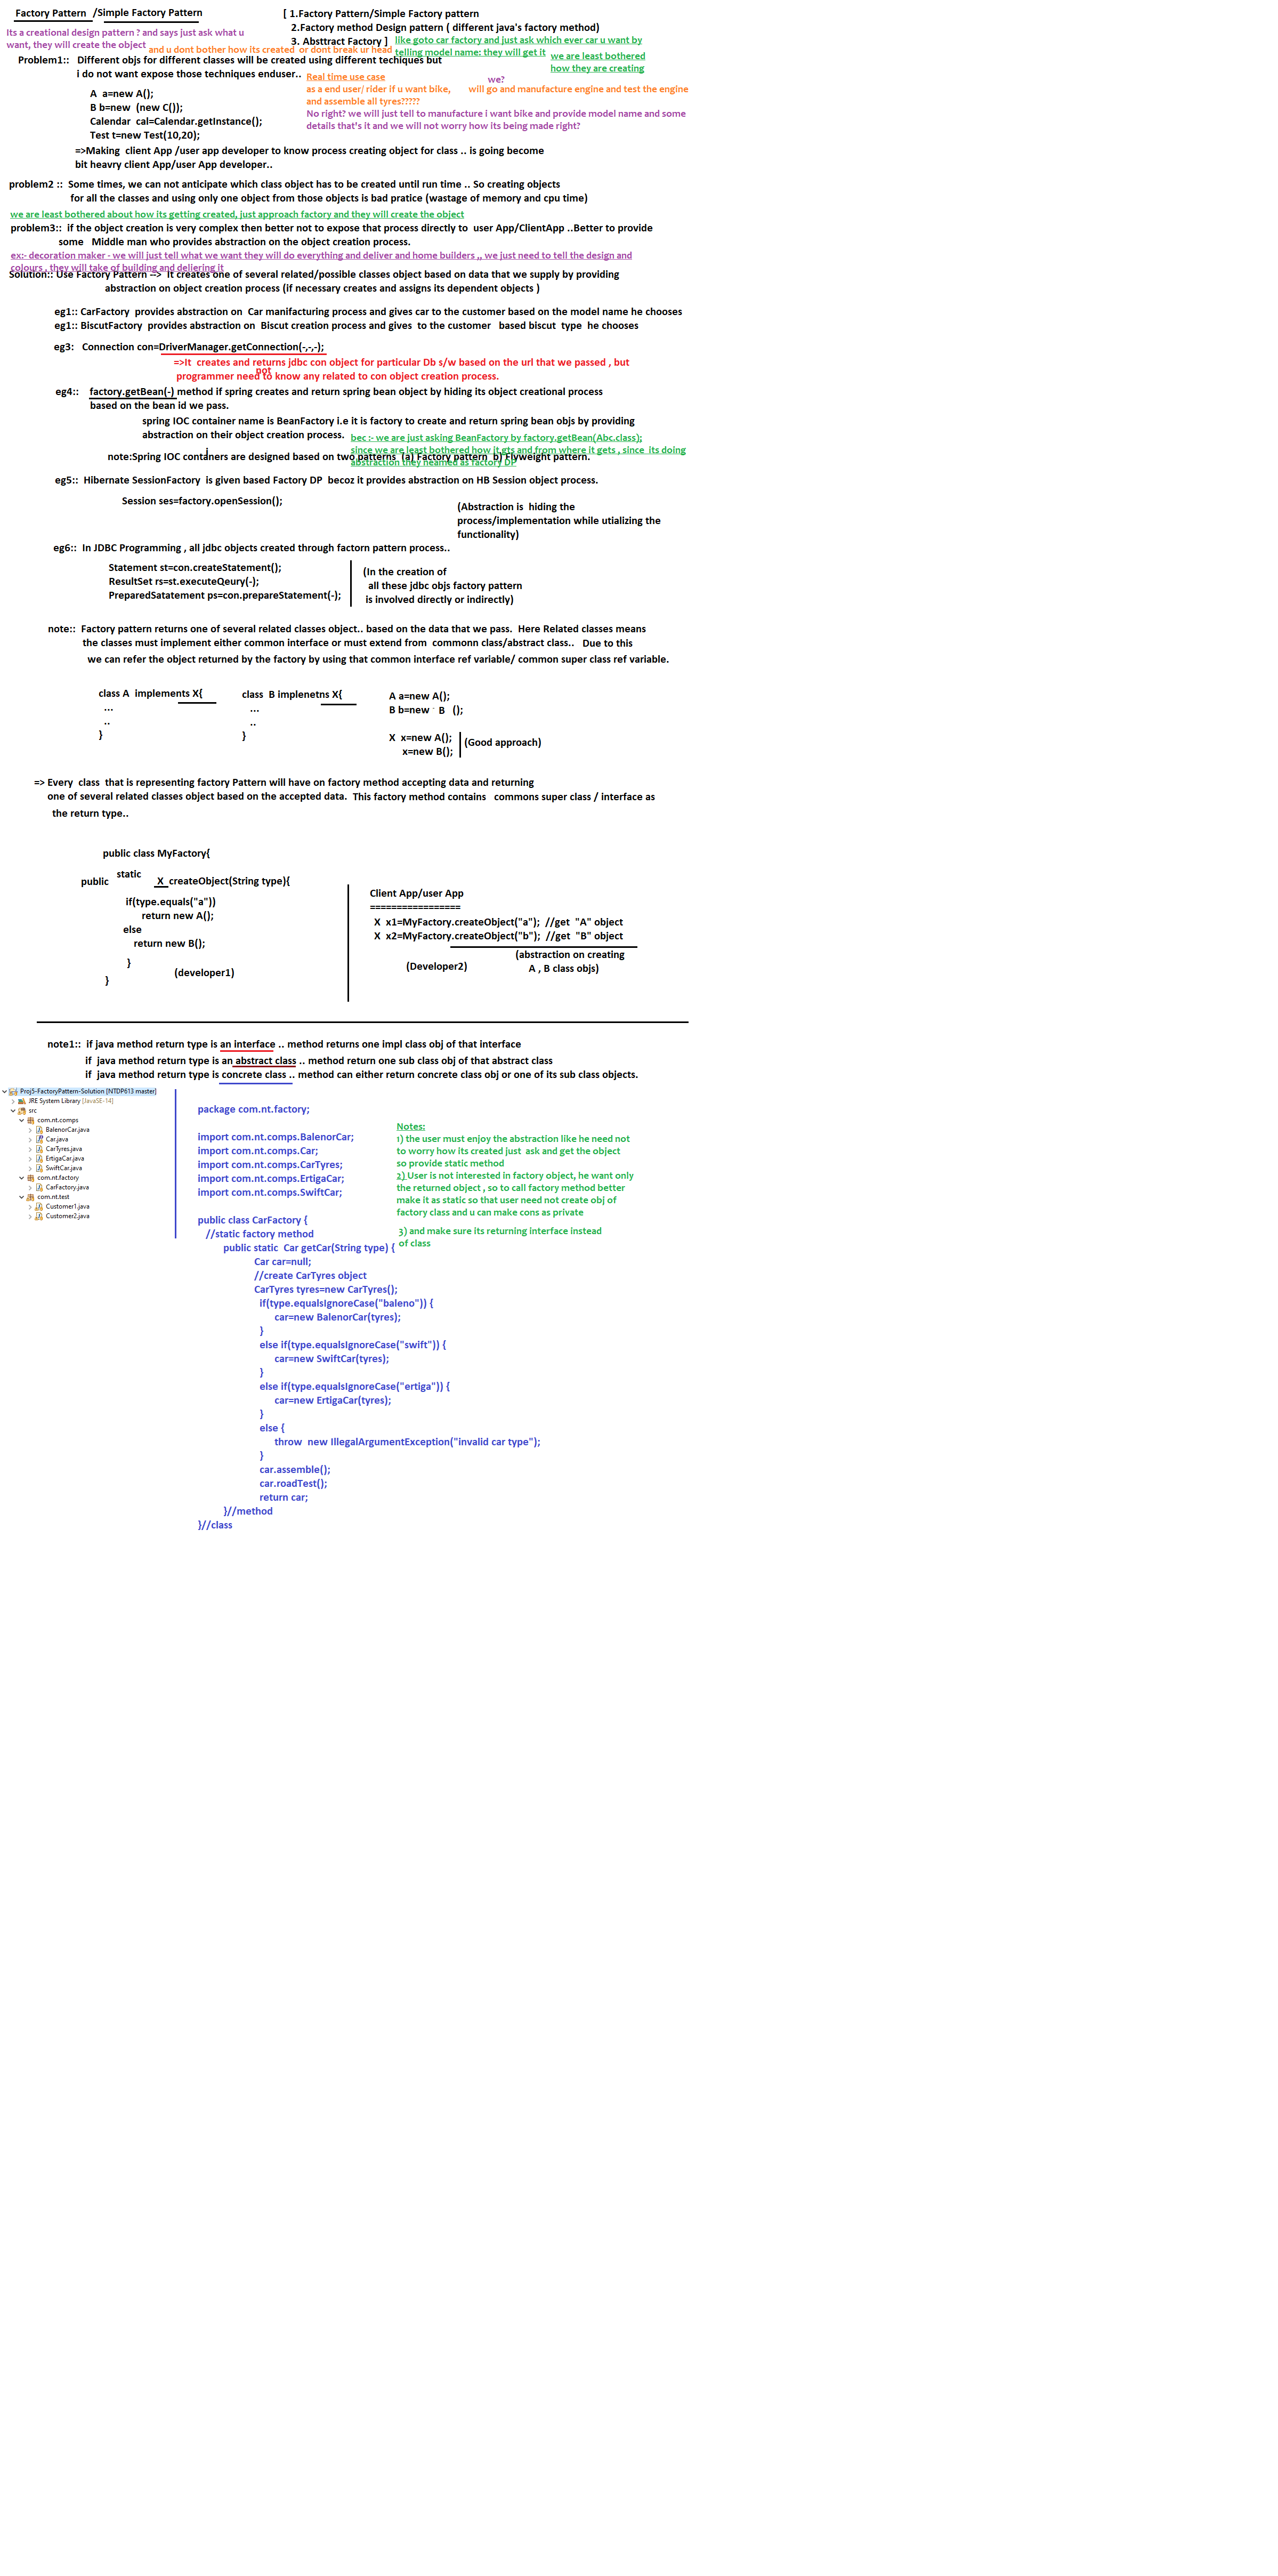 Factory Pattern /Simple Factory Pattern
[ 1.Factory Pattern/Simple Factory pattern
2.Factory method Design pattern ( different java's factory method)
3. Absttract Factory ]
Its a creational design pattern ? and says just ask what u
want, they will create the object
and u dont bother how its created or dont break ur head
like goto car factory and just ask which ever car u want by
telling model name: they will get it
we are least bothered
how they are creating
Problem1:: Different objs for different classes will be created using different techiques but
i do not want expose those techniques enduser..
Real time use case
we?
as a end user/ rider if u want bike, will go and manufacture engine and test the engine
and assemble all tyres?????
No right? we will just tell to manufacture i want bike and provide model name and some
details that's it and we will not worry how its being made right?
A a=new A();
B b=new (new C());
Calendar cal=Calendar.getInstance();
Test t=new Test(10,20);
=>Making client App /user app developer to know process creating object for class .. is going become
bit heavry client App/user App developer..
problem2 :: Some times, we can not anticipate which class object has to be created until run time .. So creating objects
for all the classes and using only one object from those objects is bad pratice (wastage of memory and cpu time)
we are least bothered about how its getting created, just approach factory and they will create the object
problem3:: if the object creation is very complex then better not to expose that process directly to user App/ClientApp ..Better to provide
some Middle man who provides abstraction on the object creation process.
ex:- decoration maker - we will just tell what we want they will do everything and deliver and home builders ,, we just need to tell the design and
colours , they will take of building and deliering it
Solution:: Use Factory Pattern --> It creates one of several related/possible classes object based on data that we supply by providing
abstraction on object creation process (if necessary creates and assigns its dependent objects )
eg1:: CarFactory provides abstraction on Car manifacturing process and gives car to the customer based on the model name he chooses
eg1:: BiscutFactory provides abstraction on Biscut creation process and gives to the customer based biscut type he chooses
eg3: Connection con=DriverManager.getConnection(-,-,-);
=>It creates and returns jdbc con object for particular Db s/w based on the url that we passed , but
not
programmer need to know any related to con object creation process.
eg4:: factory.getBean(-) method if spring creates and return spring bean object by hiding its object creational process
based on the bean id we pass.
spring IOC container name is BeanFactory i.e it is factory to create and return spring bean objs by providing
abstraction on their object creation process.
bec :- we are just asking BeanFactory by factory.getBean(Abc.class);
since we are least bothered how it gts and from where it gets , since its doing
abstraction they neamed as factory DP
i
note:Spring IOC contaners are designed based on two patterns (a) Factory pattern b) Flyweight pattern.
eg5:: Hibernate SessionFactory is given based Factory DP becoz it provides abstraction on HB Session object process.
Session ses=factory.openSession();
(Abstraction is hiding the
process/implementation while utializing the
functionality)
eg6:: In JDBC Programming , all jdbc objects created through factorn pattern process..
Statement st=con.createStatement();
ResultSet rs=st.executeQeury(-);
PreparedSatatement ps=con.prepareStatement(-);
(In the creation of
all these jdbc objs factory pattern
is involved directly or indirectly)
note:: Factory pattern returns one of several related classes object.. based on the data that we pass. Here Related classes means
the classes must implement either common interface or must extend from commonn class/abstract class.. Due to this
we can refer the object returned by the factory by using that common interface ref variable/ common super class ref variable.
class A implements X{
...
..
}
class B implenetns X{
...
..
}
A a=new A();
B b=new B ();
X x=new A();
x=new B();
(Good approach)
=> Every class that is representing factory Pattern will have on factory method accepting data and returning
one of several related classes object based on the accepted data. This factory method contains commons super class / interface as
the return type..
public class MyFactory{
public static X createObject(String type){
if(type.equals("a"))
return new A();
else
return new B();
}
(developer1)
}
Client App/user App
=================
X x1=MyFactory.createObject("a"); //get "A" object
X x2=MyFactory.createObject("b"); //get "B" object
(abstraction on creating
A , B class objs)
(Developer2)
note1:: if java method return type is an interface .. method returns one impl class obj of that interface
if java method return type is an abstract class .. method return one sub class obj of that abstract class
if java method return type is concrete class .. method can either return concrete class obj or one of its sub class objects.
Proj5-FactoryPattern-Solution [NTDP613 master]
JRE System Library [JavaSE-14]
src
com.nt.comps
BalenorCar.java
Car.java
CarTyres.java
ErtigaCar.java
SwiftCar.java
com.nt.factory
CarFactory.java
com.nt.test
Customer1.java
Customer2.java
package com.nt.factory;
import com.nt.comps.BalenorCar;
import com.nt.comps.Car;
import com.nt.comps.CarTyres;
import com.nt.comps.ErtigaCar;
import com.nt.comps.SwiftCar;
public class CarFactory {
//static factory method
public static Car getCar(String type) {
Car car=null;
//create CarTyres object
CarTyres tyres=new CarTyres();
if(type.equalsIgnoreCase("baleno")) {
car=new BalenorCar(tyres);
}
else if(type.equalsIgnoreCase("swift")) {
car=new SwiftCar(tyres);
}
else if(type.equalsIgnoreCase("ertiga")) {
car=new ErtigaCar(tyres);
}
else {
throw new IllegalArgumentException("invalid car type");
}
car.assemble();
car.roadTest();
return car;
}//method
}//class
Notes:
1) the user must enjoy the abstraction like he need not
to worry how its created just ask and get the object
so provide static method
2) User is not interested in factory object, he want only
the returned object , so to call factory method better
make it as static so that user need not create obj of
factory class and u can make cons as private
3) and make sure its returning interface instead
of class